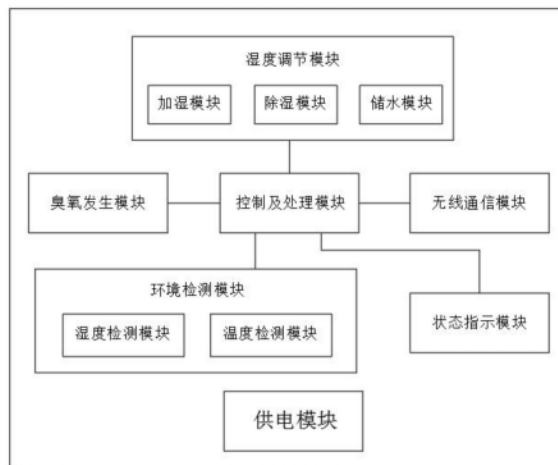 湿度调节模块
加湿模块 除湿模块 储水模块
臭氧发生模块 控制及处理模块 无线通信模块
环境检测模块
湿度检测模块 温度检测模块
状态指示模块
供电模块